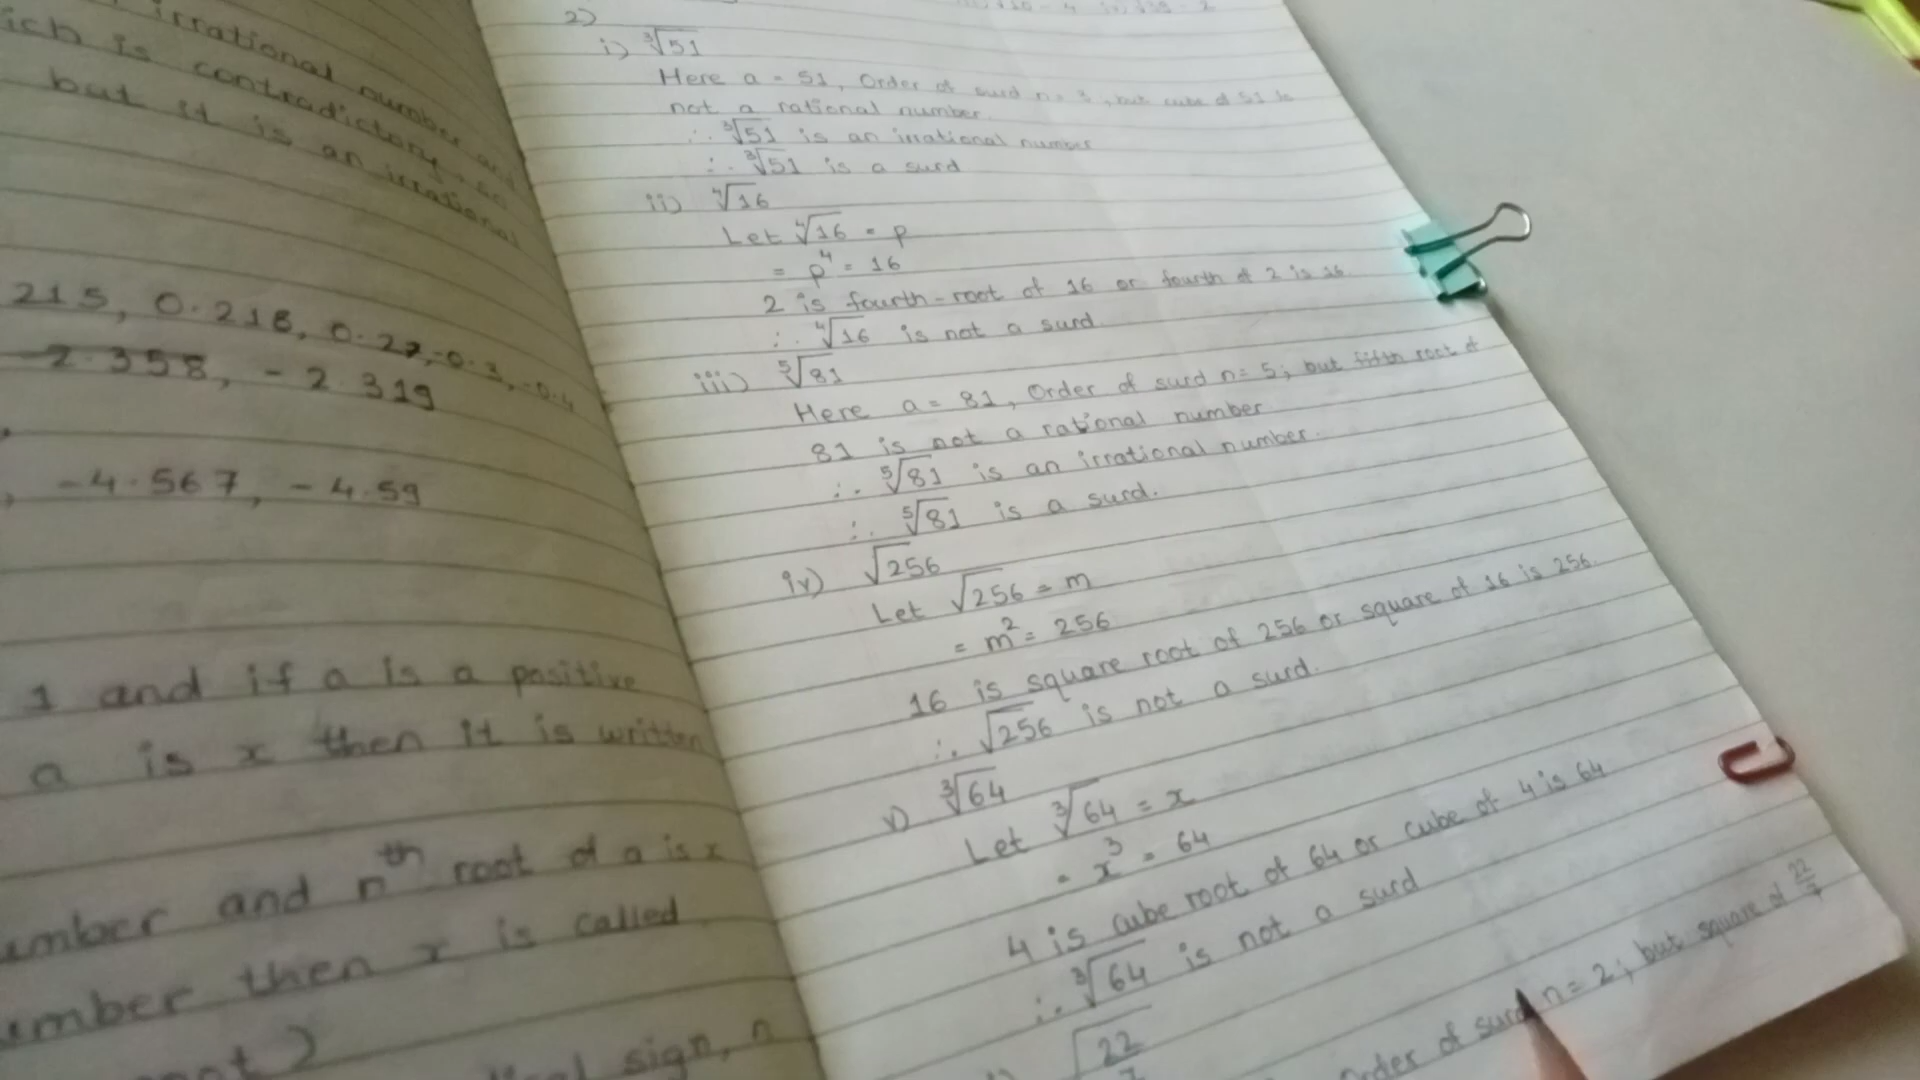 irrational number and
ich is contradictory, so
but it is an irrational
215, 0.218, 0.22, -0.3, -0.4
-2.358, -2.319
, -4.567, -4.59
1 and if a is a positive
a is x then it is written
umber and nth root of a is x
umber then x is called
sign, n
2)
i) ∛51
Here a = 51, Order of surd n = 3, but cube of 51 is
not a rational number.
∴ ∛51 is an irrational number
∴ ∛51 is a surd
ii) ∜16
Let ∜16 = p
= p⁴ = 16
2 is fourth-root of 16 or fourth of 2 is 16.
∴ ∜16 is not a surd.
iii) ⁵√81
Here a = 81, Order of surd n = 5; but fifth root of
81 is not a rational number
∴ ⁵√81 is an irrational number.
∴ ⁵√81 is a surd.
iv) √256
Let √256 = m
= m² = 256
16 is square root of 256 or square of 16 is 256.
∴ √256 is not a surd.
v) ∛64
Let ∛64 = x
= x³ = 64
4 is cube root of 64 or cube of 4 is 64
∴ ∛64 is not a surd
√22
Order of surd n = 2; but square of 22/7